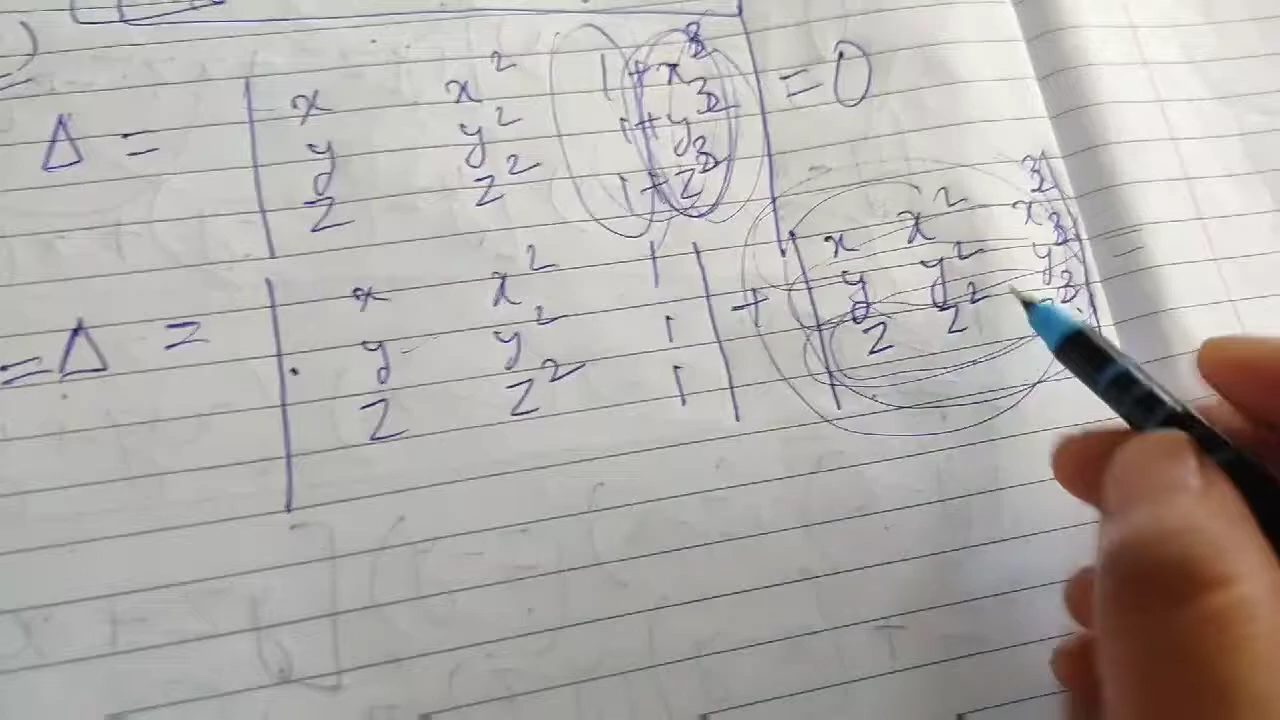 Δ = | x x² 1+x³ | = 0
| y y² 1+y³ |
| z z² 1+z³ |
= Δ = | x x² 1 | + | x x² x³ | =
| y y² 1 | | y y² y³ |
| z z² 1 | | z z² z³ |